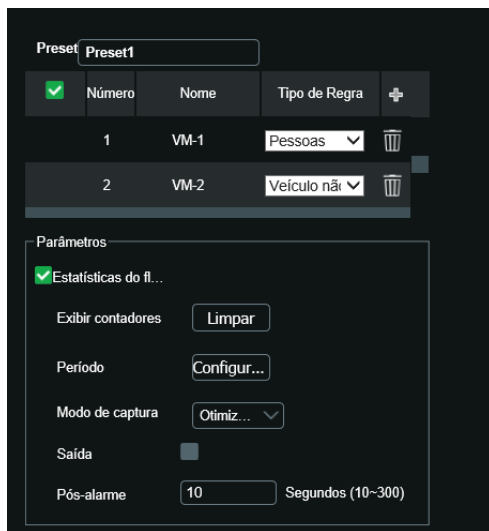 Preset Preset1
Número Nome Tipo de Regra
1 VM-1 Pessoas
2 VM-2 Veículo nã
Parâmetros
Estatísticas do fl...
Exibir contadores Limpar
Período Configur...
Modo de captura Otimiz...
Saída
Pós-alarme 10 Segundos (10~300)